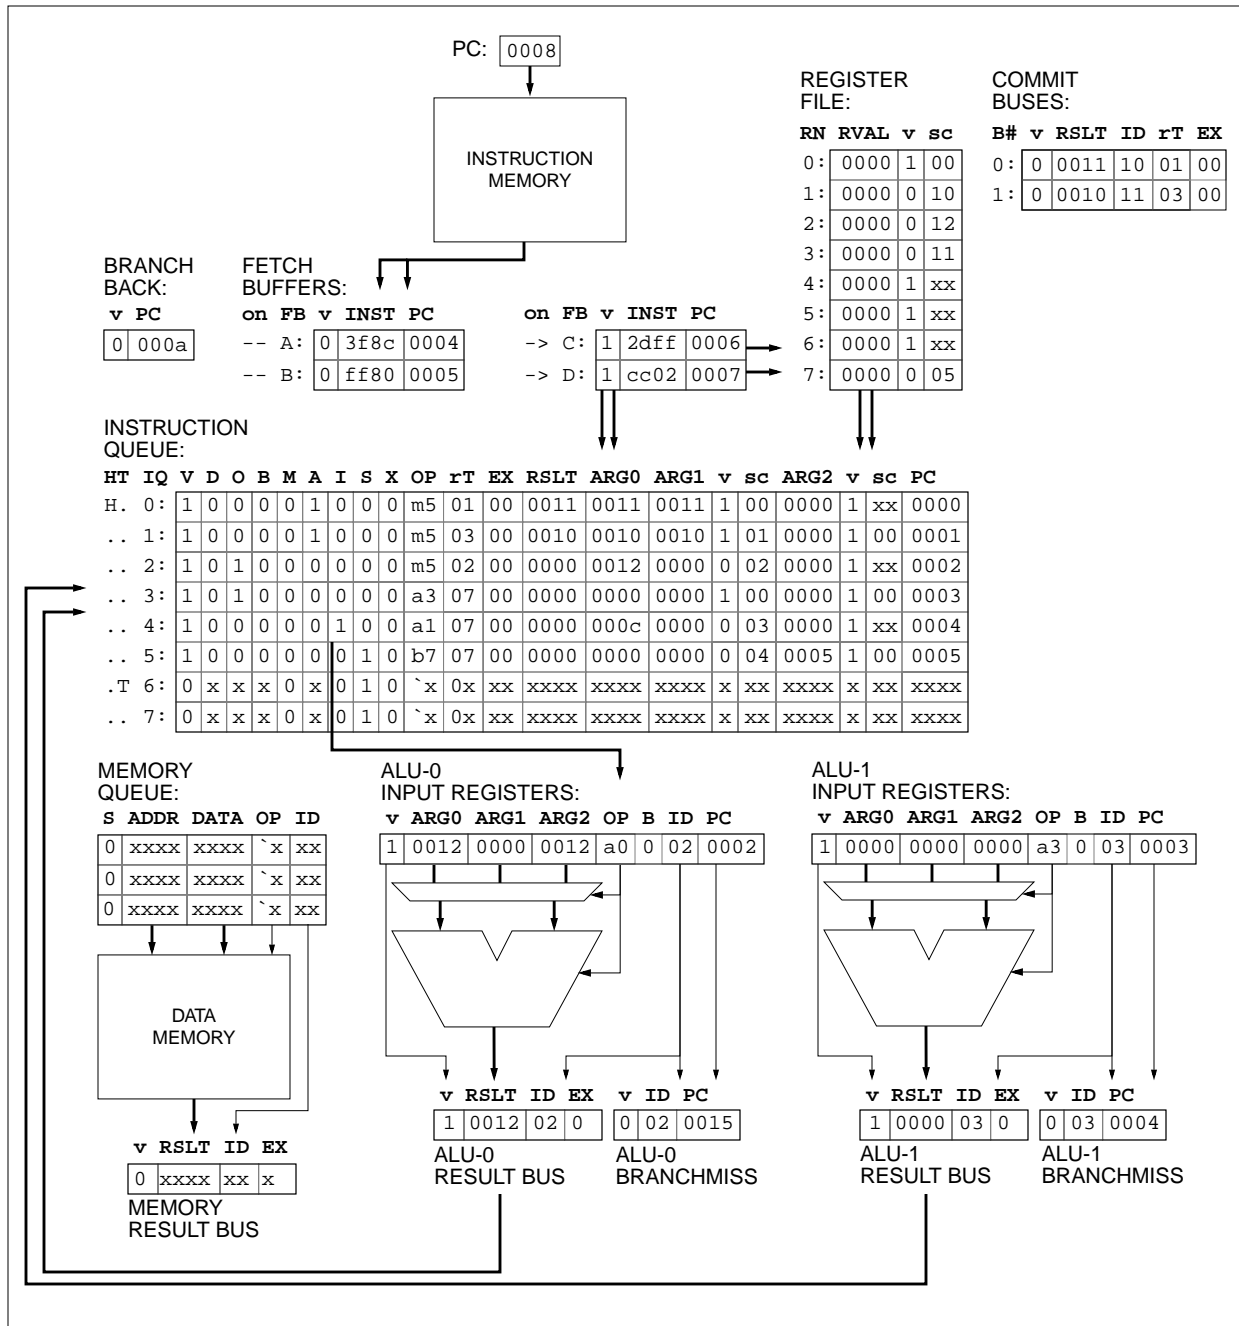 PC: 0008
INSTRUCTION
MEMORY
REGISTER
FILE:
RN RVAL v sc
0: 0000 1 00
1: 0000 0 10
2: 0000 0 12
3: 0000 0 11
4: 0000 1 xx
5: 0000 1 xx
6: 0000 1 xx
7: 0000 0 05
COMMIT
BUSES:
B# v RSLT ID rT EX
0: 0 0011 10 01 00
1: 0 0010 11 03 00
BRANCH
BACK:
v PC
0 000a
FETCH
BUFFERS:
on FB v INST PC
-- A: 0 3f8c 0004
-- B: 0 ff80 0005
on FB v INST PC
-> C: 1 2dff 0006
-> D: 1 cc02 0007
INSTRUCTION
QUEUE:
HT IQ V D O B M A I S X OP rT EX RSLT ARG0 ARG1 v sc ARG2 v sc PC
H. 0: 1 0 0 0 0 1 0 0 0 m5 01 00 0011 0011 0011 1 00 0000 1 xx 0000
.. 1: 1 0 0 0 0 1 0 0 0 m5 03 00 0010 0010 0010 1 01 0000 1 00 0001
.. 2: 1 0 1 0 0 0 0 0 0 m5 02 00 0000 0012 0000 0 02 0000 1 xx 0002
.. 3: 1 0 1 0 0 0 0 0 0 a3 07 00 0000 0000 0000 1 00 0000 1 00 0003
.. 4: 1 0 0 0 0 0 1 0 0 a1 07 00 0000 000c 0000 0 03 0000 1 xx 0004
.. 5: 1 0 0 0 0 0 0 1 0 b7 07 00 0000 0000 0000 0 04 0005 1 00 0005
.T 6: 0 x x x 0 x 0 1 0 `x 0x xx xxxx xxxx xxxx x xx xxxx x xx xxxx
.. 7: 0 x x x 0 x 0 1 0 `x 0x xx xxxx xxxx xxxx x xx xxxx x xx xxxx
MEMORY
QUEUE:
S ADDR DATA OP ID
0 xxxx xxxx `x xx
0 xxxx xxxx `x xx
0 xxxx xxxx `x xx
DATA
MEMORY
v RSLT ID EX
0 xxxx xx x
MEMORY
RESULT BUS
ALU-0
INPUT REGISTERS:
v ARG0 ARG1 ARG2 OP B ID PC
1 0012 0000 0012 a0 0 02 0002
v RSLT ID EX
1 0012 02 0
ALU-0
RESULT BUS
v ID PC
0 02 0015
ALU-0
BRANCHMISS
ALU-1
INPUT REGISTERS:
v ARG0 ARG1 ARG2 OP B ID PC
1 0000 0000 0000 a3 0 03 0003
v RSLT ID EX
1 0000 03 0
ALU-1
RESULT BUS
v ID PC
0 03 0004
ALU-1
BRANCHMISS